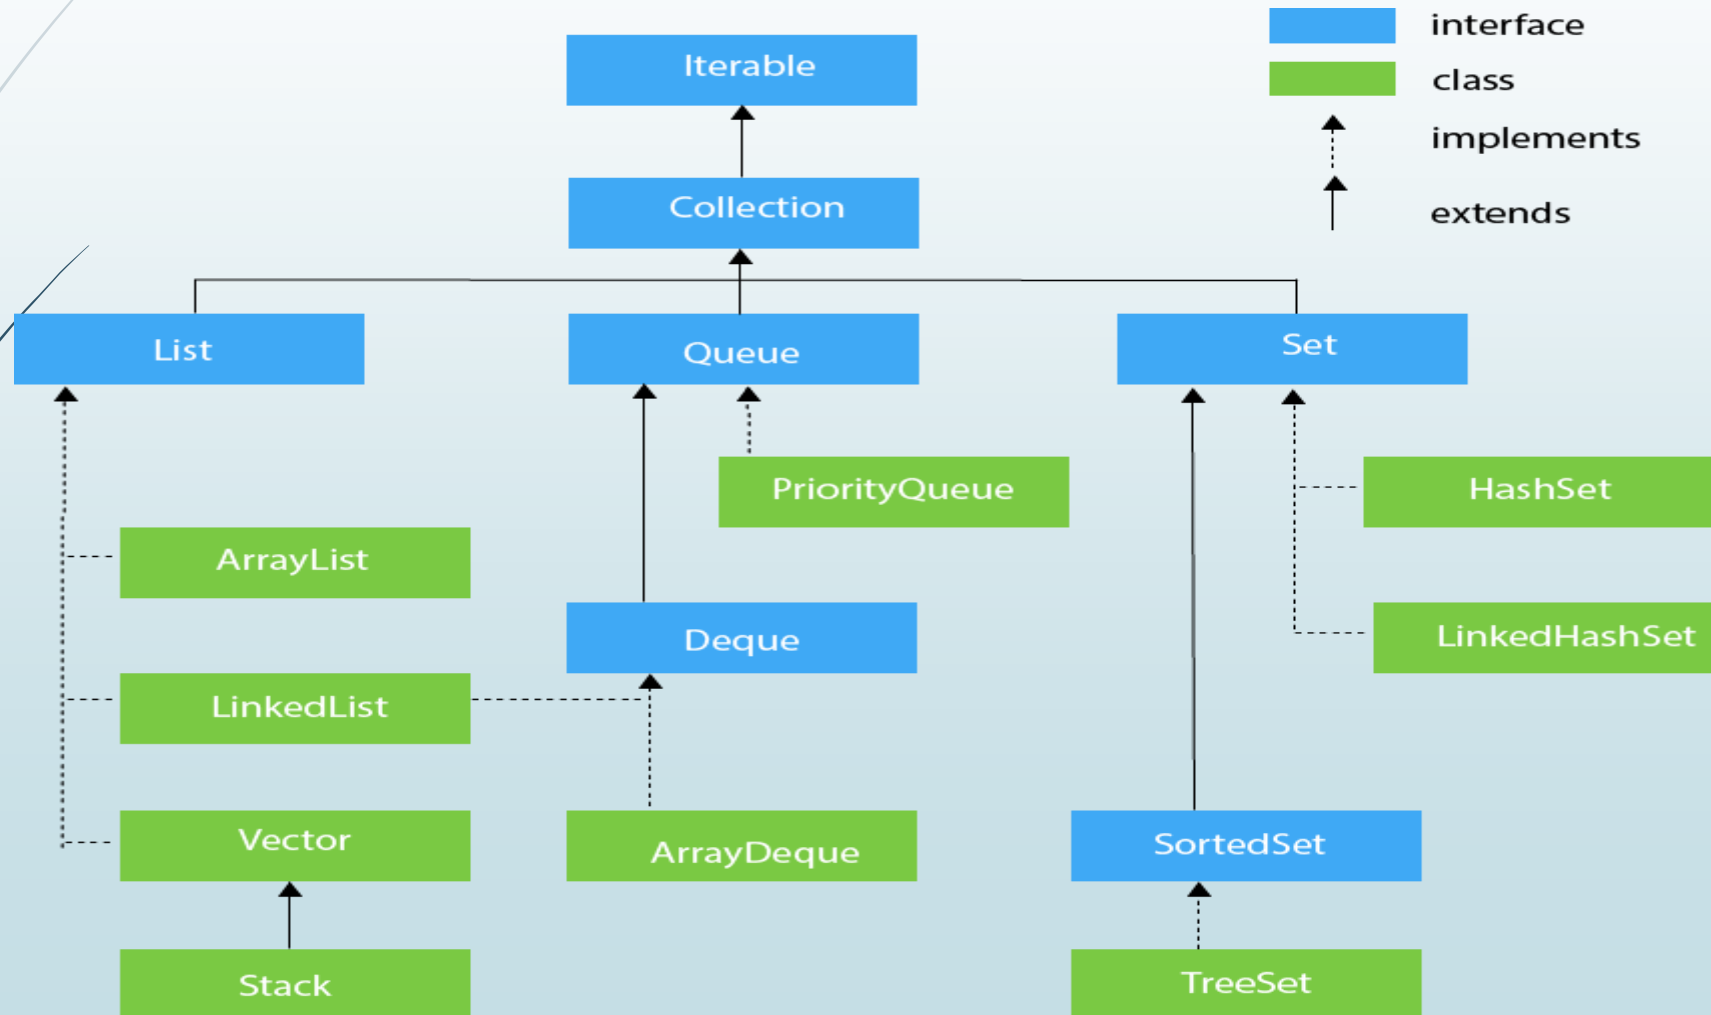 interface
Iterable
class
implements
Collection
extends
List
Queue
Set
PriorityQueue
HashSet
ArrayList
Deque
LinkedHashSet
LinkedList
Vector
ArrayDeque
SortedSet
Stack
TreeSet